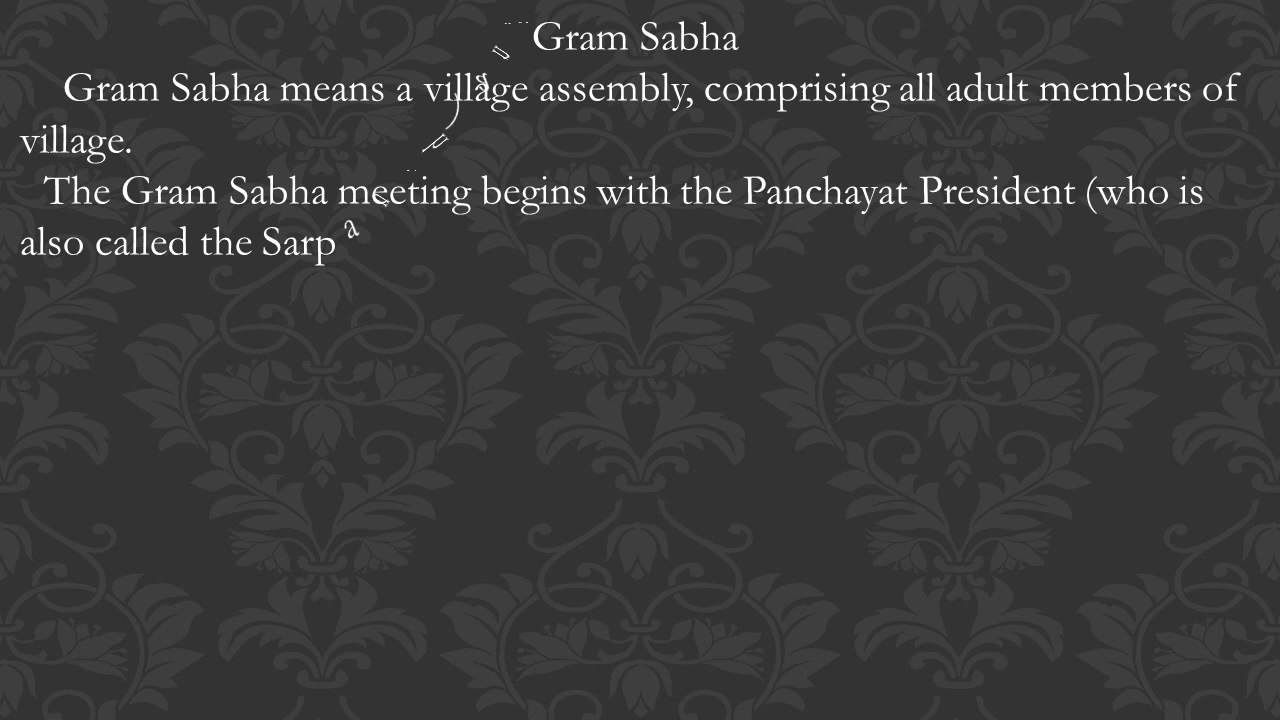 Gram Sabha
Gram Sabha means a village assembly, comprising all adult members of
village.
The Gram Sabha meeting begins with the Panchayat President (who is
also called the Sarpa